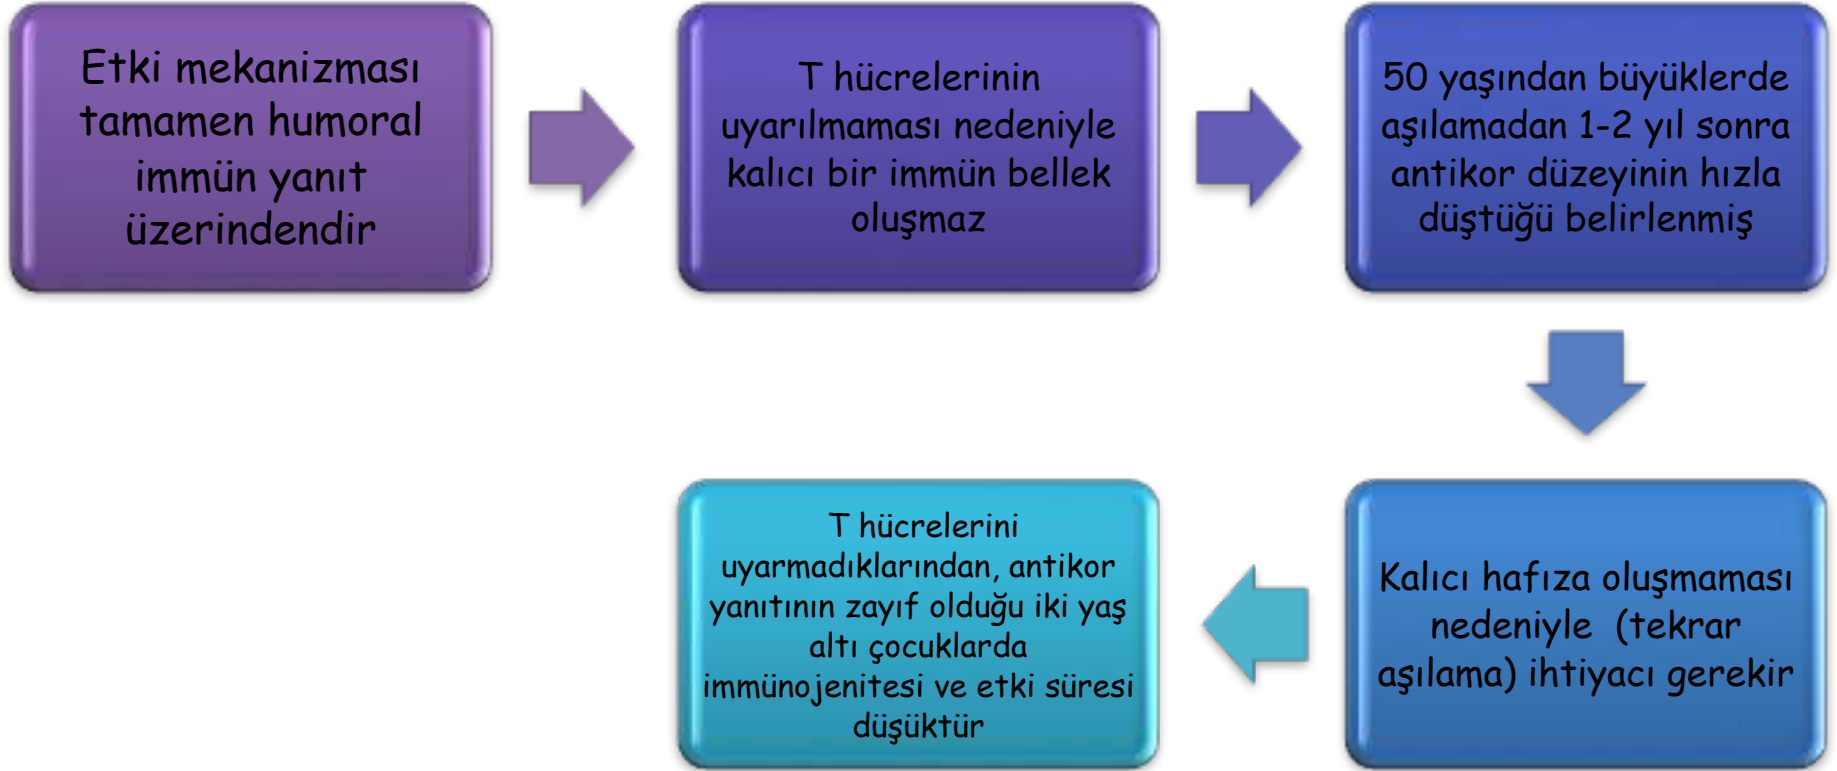 Etki mekanizması
tamamen humoral
immün yanıt
üzerindendir
T hücrelerinin
uyarılmaması nedeniyle
kalıcı bir immün bellek
oluşmaz
50 yaşından büyüklerde
aşılamadan 1-2 yıl sonra
antikor düzeyinin hızla
düştüğü belirlenmiş
Kalıcı hafıza oluşmaması
nedeniyle (tekrar
aşılama) ihtiyacı gerekir
T hücrelerini
uyarmadıklarından, antikor
yanıtının zayıf olduğu iki yaş
altı çocuklarda
immünojenitesi ve etki süresi
düşüktür